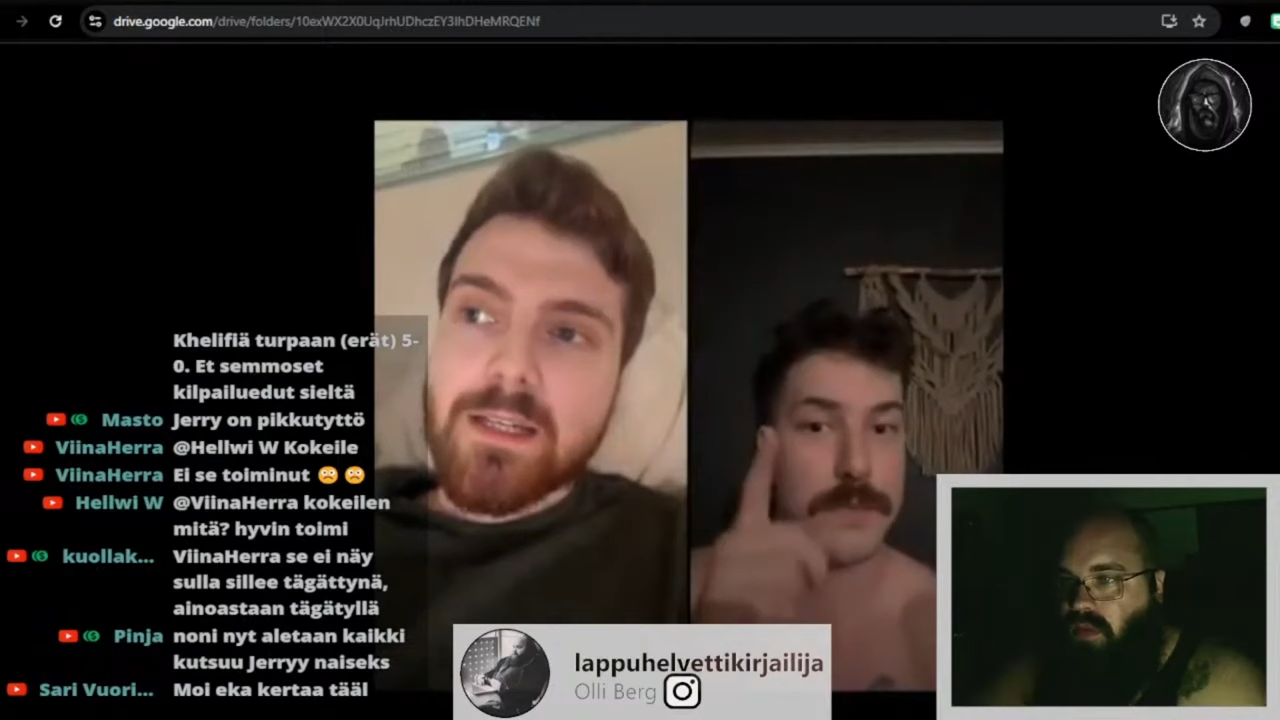 drive.google.com/drive/folders/10exWX2X0UqJrhUDhczEY3IhDHeMRQENf
Khelifiä turpaan (erät) 5-
0. Et semmoset
kilpailuedut sieltä
Masto Jerry on pikkutyttö
ViinaHerra @Hellwi W Kokeile
ViinaHerra Ei se toiminut 🙁 🙁
Hellwi W @ViinaHerra kokeilen
mitä? hyvin toimi
kuollak... ViinaHerra se ei näy
sulla sillee tägättynä,
ainoastaan tägätyllä
Pinja noni nyt aletaan kaikki
kutsuu Jerryy naiseks
Sari Vuori... Moi eka kertaa tääl
lappuhelvettikirjailija
Olli Berg